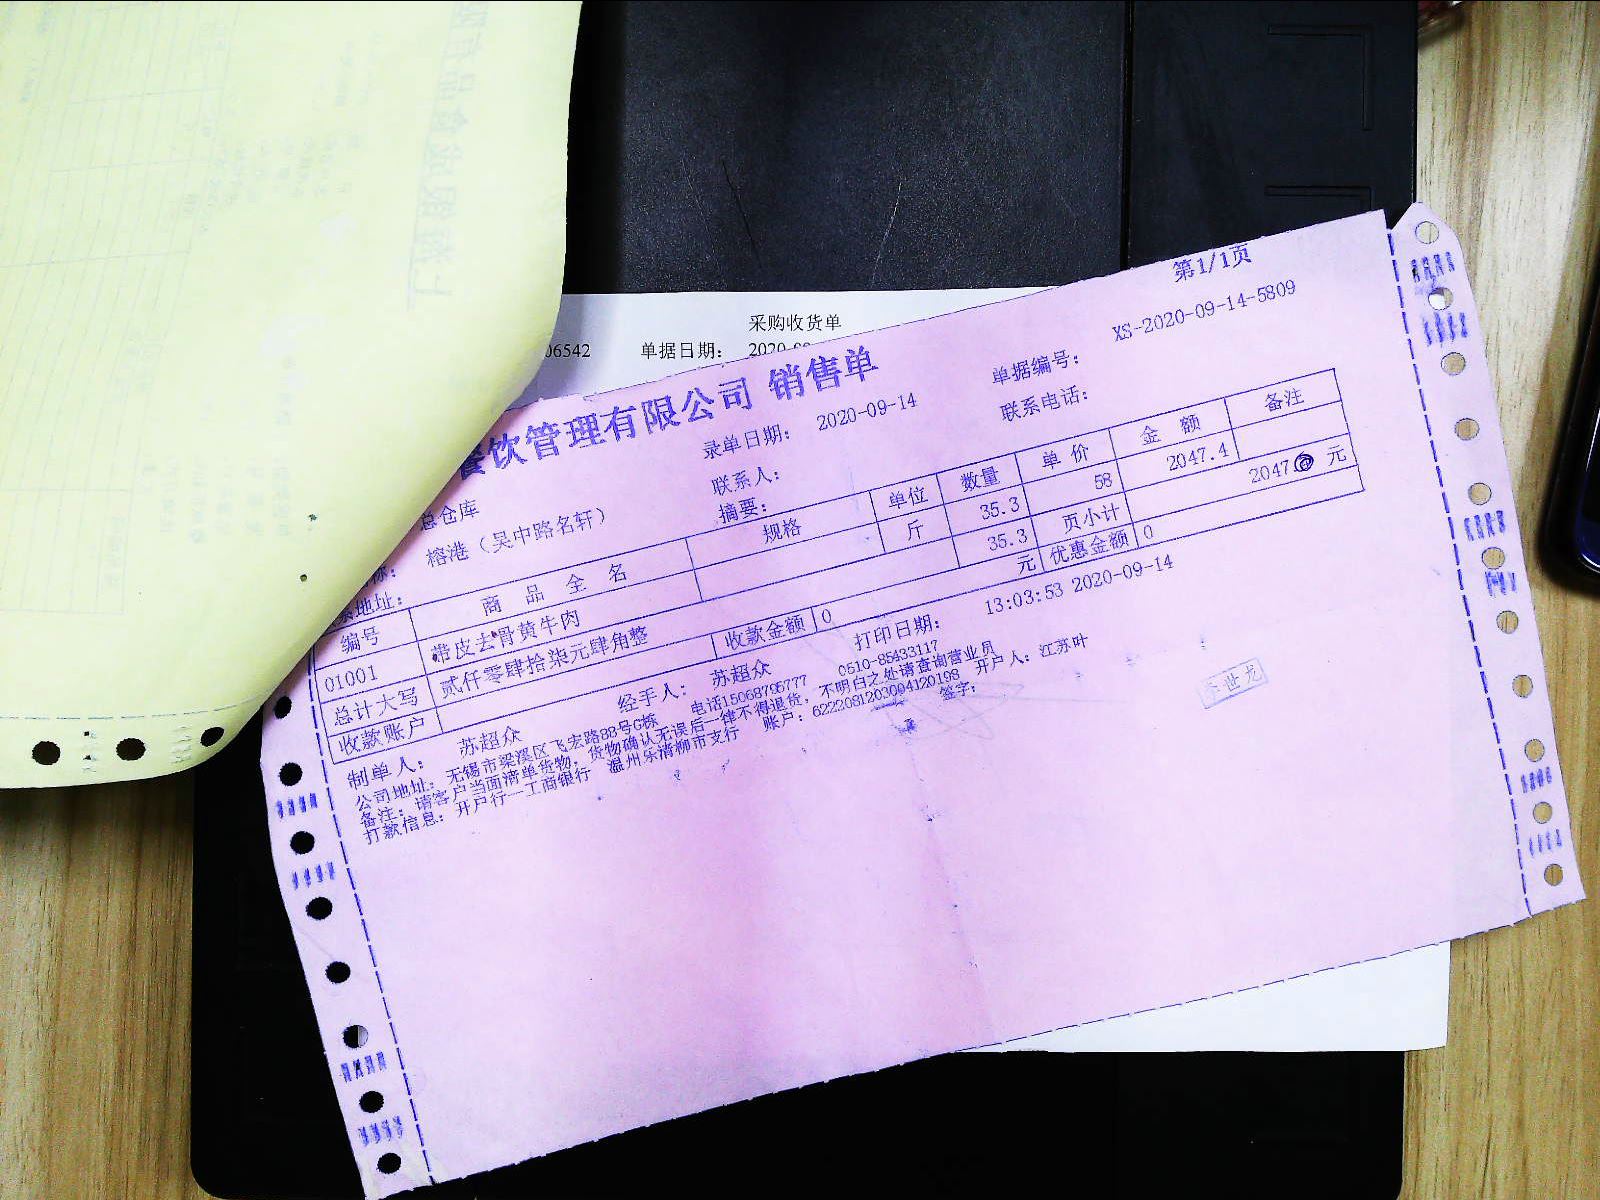 采购收货单
06542 单据日期: 2020-09
第1/1页
餐饮管理有限公司 销售单
录单日期: 2020-09-14 单据编号: XS-2020-09-14-5809
总仓库 联系人: 联系电话:
榕港（吴中路名轩） 摘要:
地址:
编号 商品全名 规格 单位 数量 单价 金额 备注
01001 带皮去骨黄牛肉 斤 35.3 58 2047.4
总计大写 贰仟零肆拾柒元肆角整 35.3 页小计 2047. 元
收款账户 收款金额 0 元 优惠金额 0
制单人: 苏超众 经手人: 苏超众 打印日期: 13:03:53 2020-09-14
公司地址: 无锡市梁溪区飞宏路88号G栋 电话15068795777 0510-85433117
备注: 请客户当面清单货物, 货物确认无误后一律不得退货, 不明白之处请查询营业员
打款信息: 开户行—工商银行 温州乐清柳市支行 账户: 6222081203004120198 开户人: 江苏叶
签字: